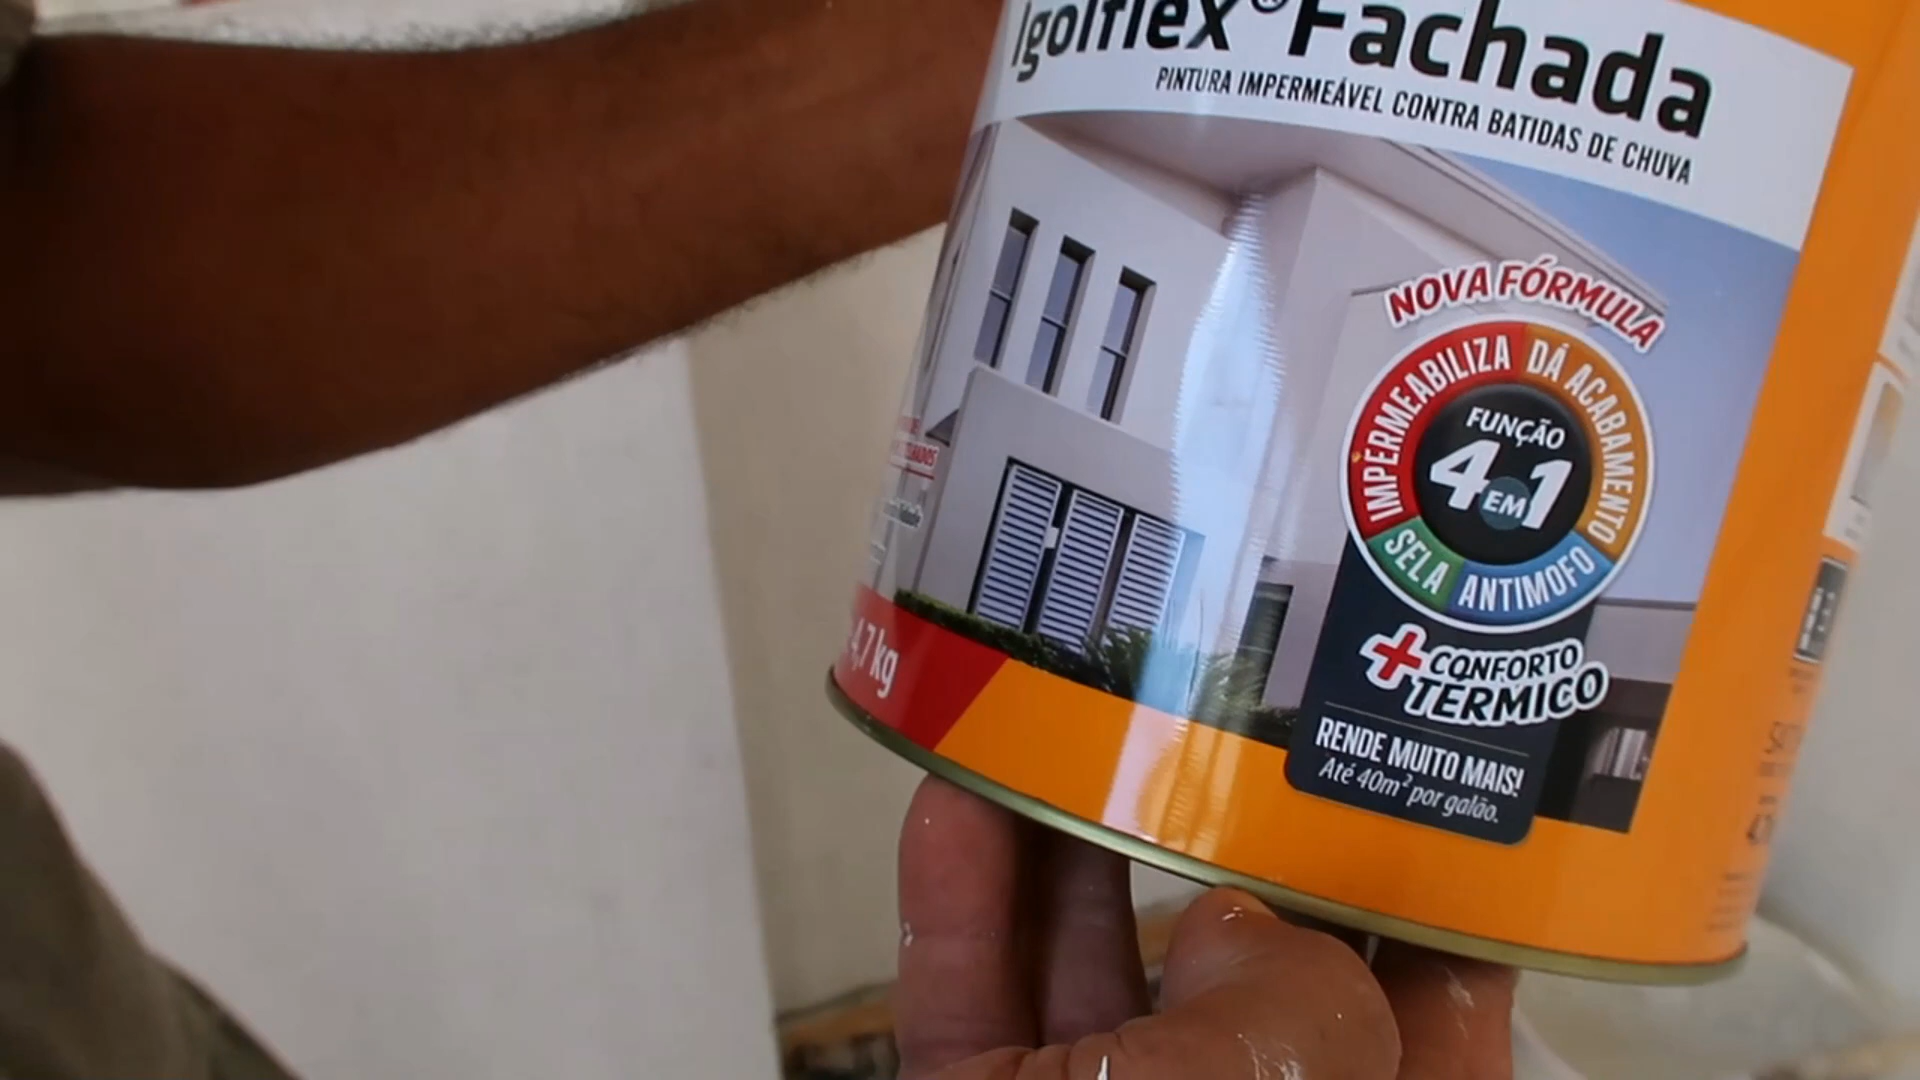 Igolflex® Fachada
PINTURA IMPERMEÁVEL CONTRA BATIDAS DE CHUVA
NOVA FÓRMULA
IMPERMEABILIZA
DÁ ACABAMENTO
FUNÇÃO
4 EM 1
SELA
ANTIMOFO
+ CONFORTO
TÉRMICO
RENDE MUITO MAIS!
Até 40m² por galão.
4,7 kg